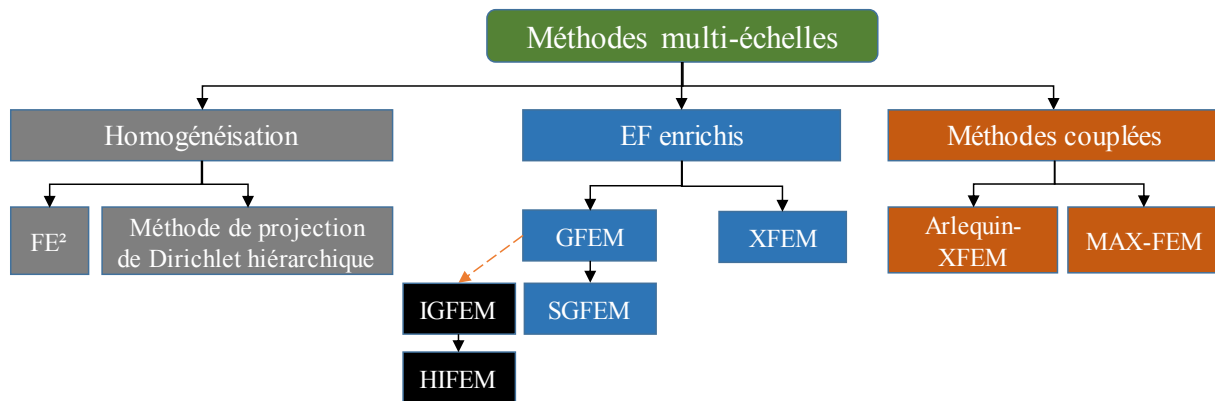 Méthodes multi-échelles
Homogénéisation
EF enrichis
Méthodes couplées
FE²
Méthode de projection
de Dirichlet hiérarchique
GFEM
XFEM
Arlequin-
XFEM
MAX-FEM
IGFEM
SGFEM
HIFEM